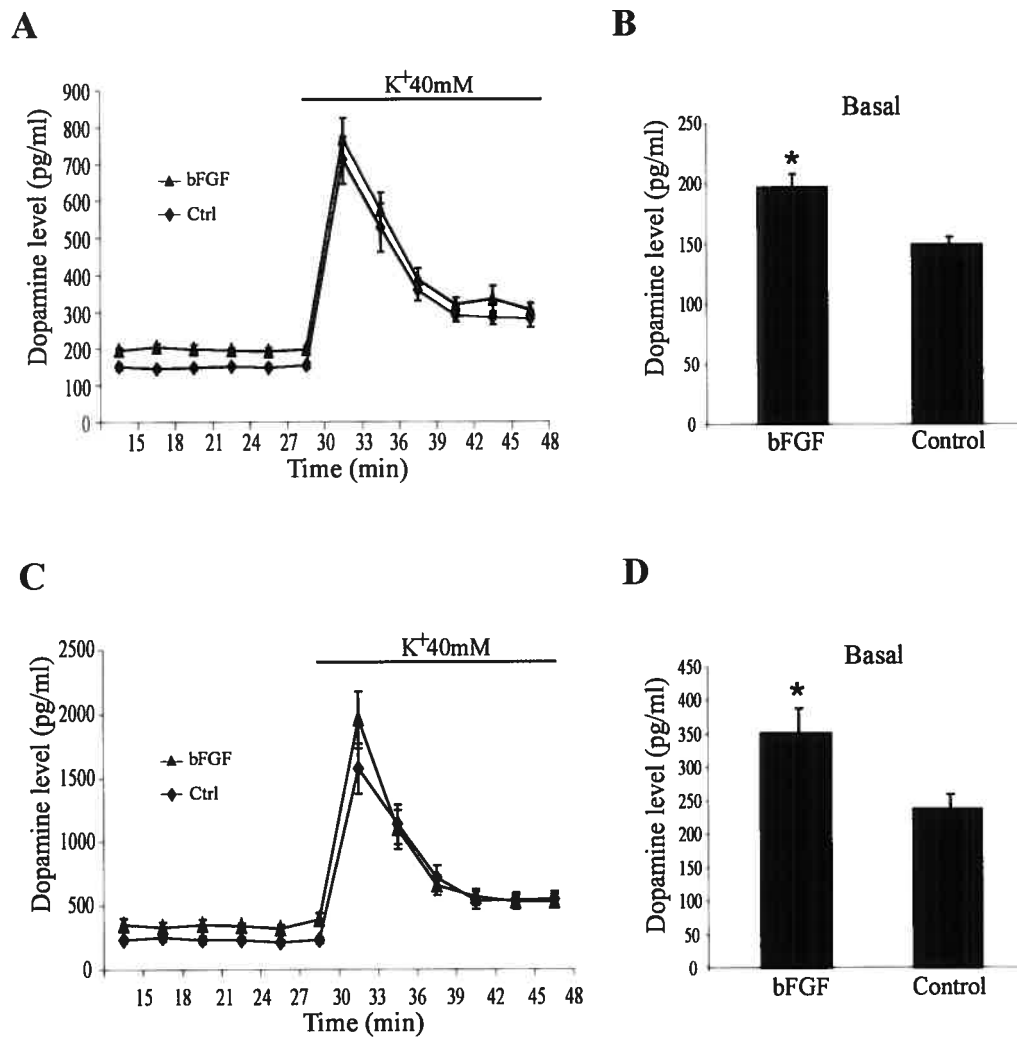 A
K+40mM
Dopamine level (pg/ml)
900
800
700
600
500
400
300
200
100
0
bFGF
Ctrl
15 18 21 24 27 30 33 36 39 42 45 48
Time (min)
B
Basal
Dopamine level (pg/ml)
250
200
150
100
50
0
*
bFGF Control
C
K+40mM
Dopamine level (pg/ml)
2500
2000
1500
1000
500
0
bFGF
Ctrl
15 18 21 24 27 30 33 36 39 42 45 48
Time (min)
D
Basal
Dopamine level (pg/ml)
450
400
350
300
250
200
150
100
50
0
*
bFGF Control